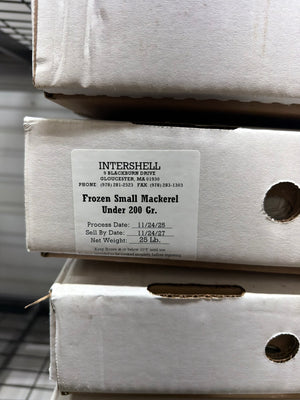 INTERSHELL
9 BLACKBURN DRIVE
GLOUCESTER, MA 01930
PHONE (978) 281-2523 FAX (978) 283-1303
Frozen Small Mackerel
Under 200 Gr.
Process Date: 11/24/25
Sell By Date: 11/24/27
Net Weight: 25 Lb.